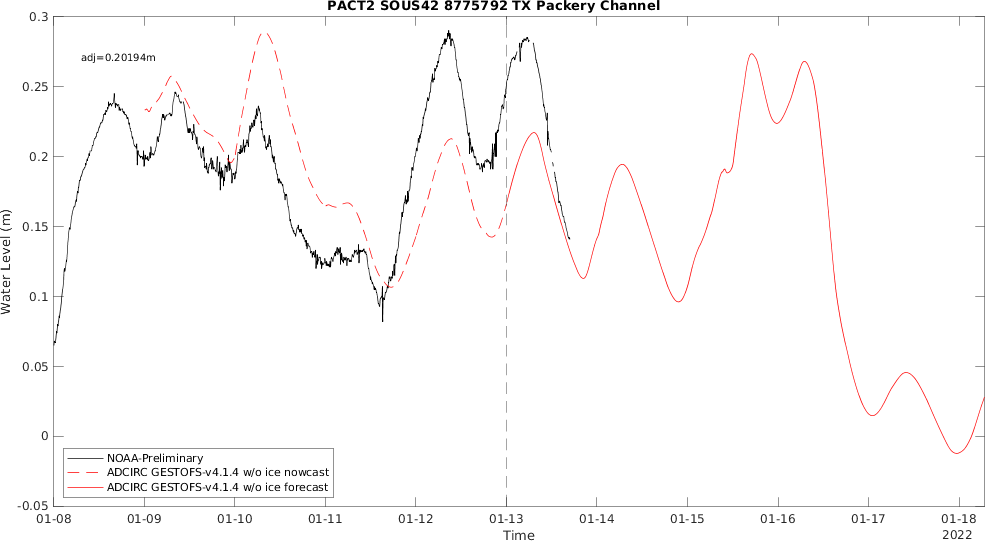 PACT2 SOUS42 8775792 TX Packery Channel
adj=0.20194m
Water Level (m)
0.3
0.25
0.2
0.15
0.1
0.05
0
-0.05
NOAA-Preliminary
ADCIRC GESTOFS-v4.1.4 w/o ice nowcast
ADCIRC GESTOFS-v4.1.4 w/o ice forecast
01-08 01-09 01-10 01-11 01-12 01-13 01-14 01-15 01-16 01-17 01-18
Time
2022